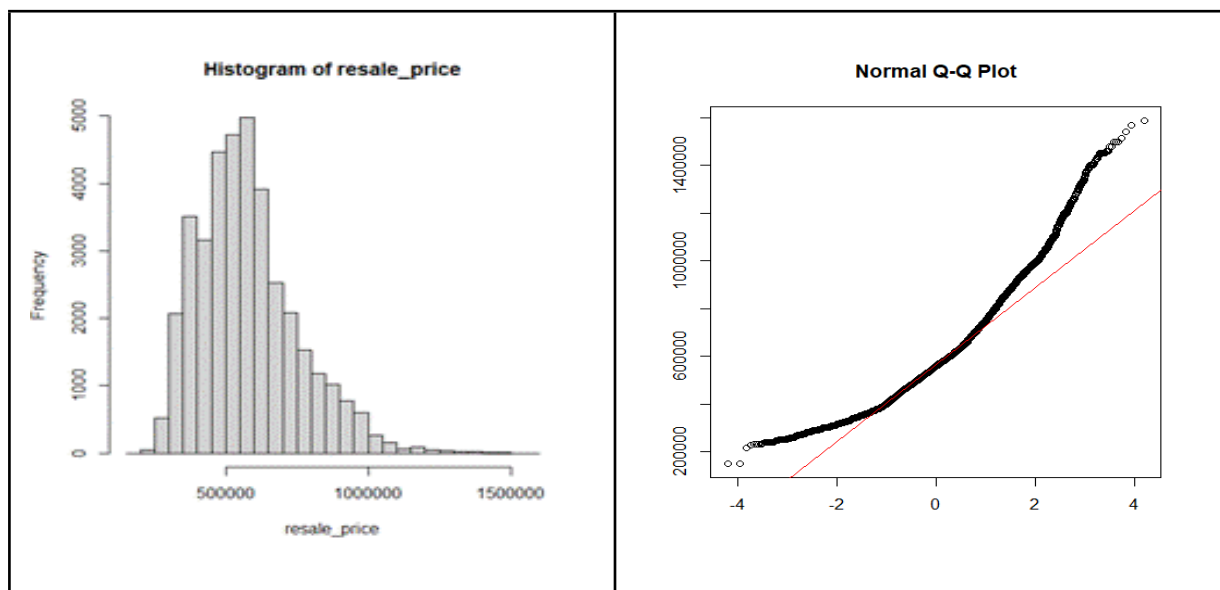 Histogram of resale_price
Frequency
5000
4000
3000
2000
1000
0
500000 1000000 1500000
resale_price
Normal Q-Q Plot
1400000
1000000
600000
200000
-4 -2 0 2 4